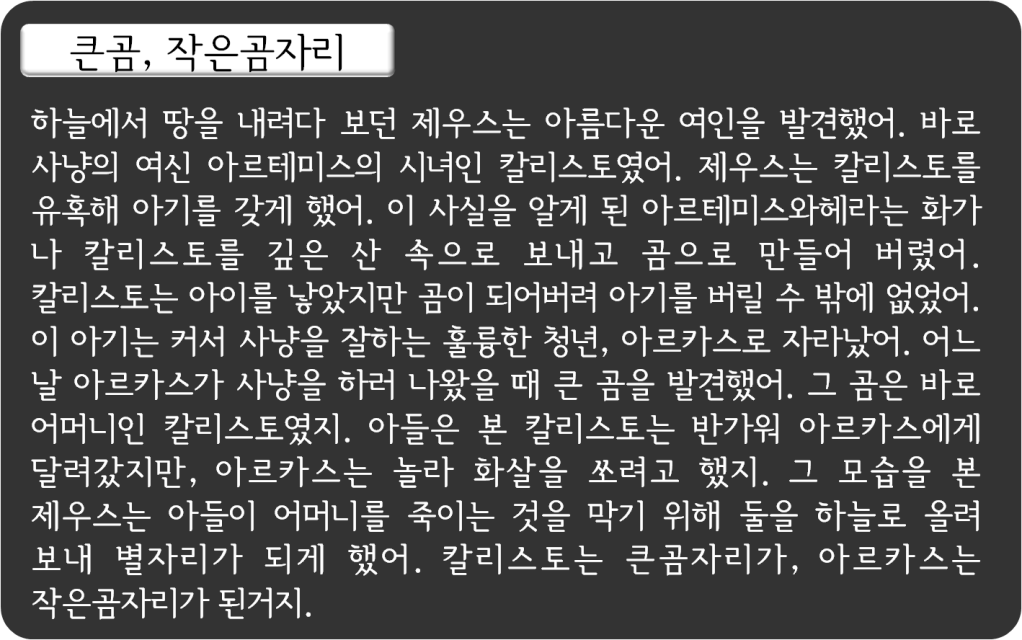 큰곰, 작은곰자리
하늘에서 땅을 내려다 보던 제우스는 아름다운 여인을 발견했어. 바로
사냥의 여신 아르테미스의 시녀인 칼리스토였어. 제우스는 칼리스토를
유혹해 아기를 갖게 했어. 이 사실을 알게 된 아르테미스와헤라는 화가
나 칼리스토를 깊은 산 속으로 보내고 곰으로 만들어 버렸어.
칼리스토는 아이를 낳았지만 곰이 되어버려 아기를 버릴 수 밖에 없었어.
이 아기는 커서 사냥을 잘하는 훌륭한 청년, 아르카스로 자라났어. 어느
날 아르카스가 사냥을 하러 나왔을 때 큰 곰을 발견했어. 그 곰은 바로
어머니인 칼리스토였지. 아들은 본 칼리스토는 반가워 아르카스에게
달려갔지만, 아르카스는 놀라 화살을 쏘려고 했지. 그 모습을 본
제우스는 아들이 어머니를 죽이는 것을 막기 위해 둘을 하늘로 올려
보내 별자리가 되게 했어. 칼리스토는 큰곰자리가, 아르카스는
작은곰자리가 된거지.